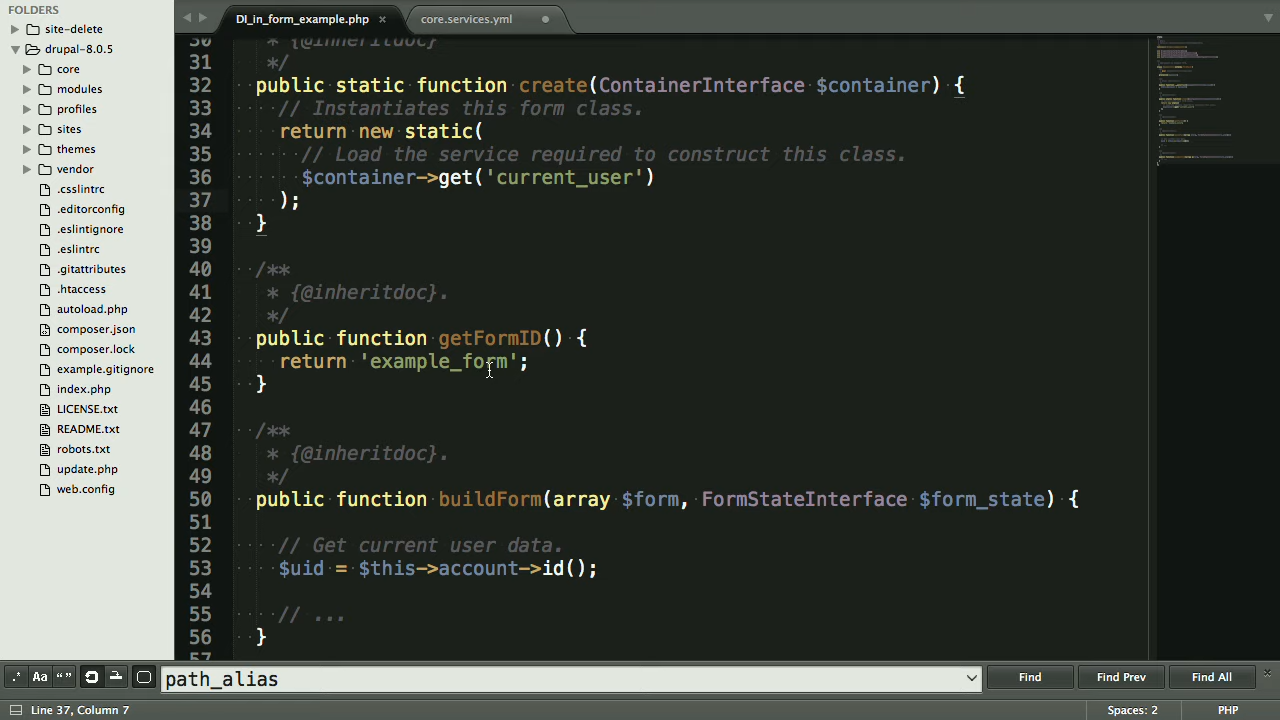 FOLDERS
site-delete
drupal-8.0.5
core
modules
profiles
sites
themes
vendor
.csslintrc
.editorconfig
.eslintignore
.eslintrc
.gitattributes
.htaccess
autoload.php
composer.json
composer.lock
example.gitignore
index.php
LICENSE.txt
README.txt
robots.txt
update.php
web.config
DI_in_form_example.php ×
core.services.yml
30 * {@inheritdoc}
31 */
32 public static function create(ContainerInterface $container) {
33 // Instantiates this form class.
34 return new static(
35 // Load the service required to construct this class.
36 $container->get('current_user')
37 );
38 }
39
40 /**
41 * {@inheritdoc}.
42 */
43 public function getFormID() {
44 return 'example_form';
45 }
46
47 /**
48 * {@inheritdoc}.
49 */
50 public function buildForm(array $form, FormStateInterface $form_state) {
51
52 // Get current user data.
53 $uid = $this->account->id();
54
55 // ...
56 }
57
.* Aa “” path_alias Find Find Prev Find All ×
Line 37, Column 7 Spaces: 2 PHP